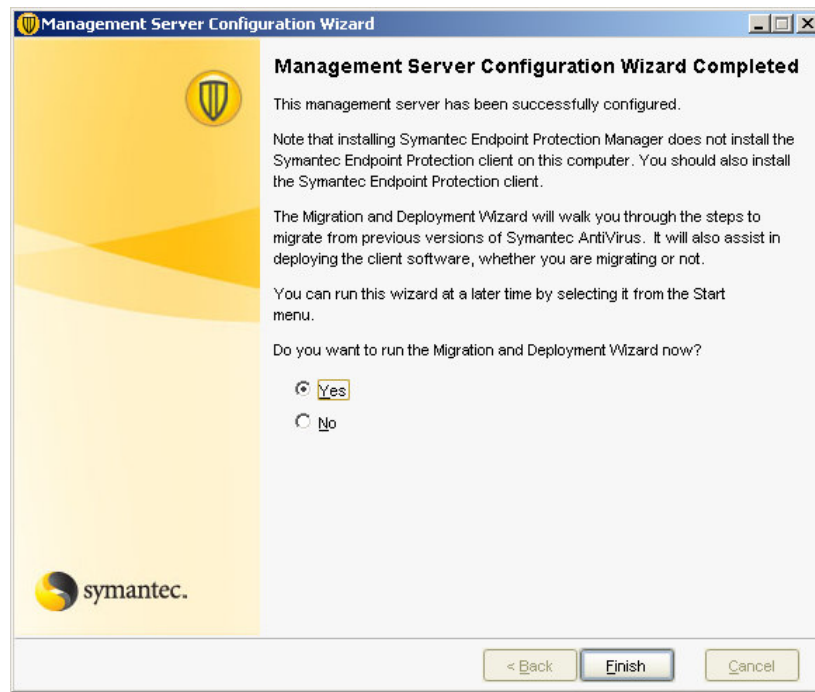 Management Server Configuration Wizard
Management Server Configuration Wizard Completed
This management server has been successfully configured.
Note that installing Symantec Endpoint Protection Manager does not install the
Symantec Endpoint Protection client on this computer. You should also install
the Symantec Endpoint Protection client.
The Migration and Deployment Wizard will walk you through the steps to
migrate from previous versions of Symantec AntiVirus. It will also assist in
deploying the client software, whether you are migrating or not.
You can run this wizard at a later time by selecting it from the Start
menu.
Do you want to run the Migration and Deployment Wizard now?
Yes
No
symantec.
< Back Finish Cancel